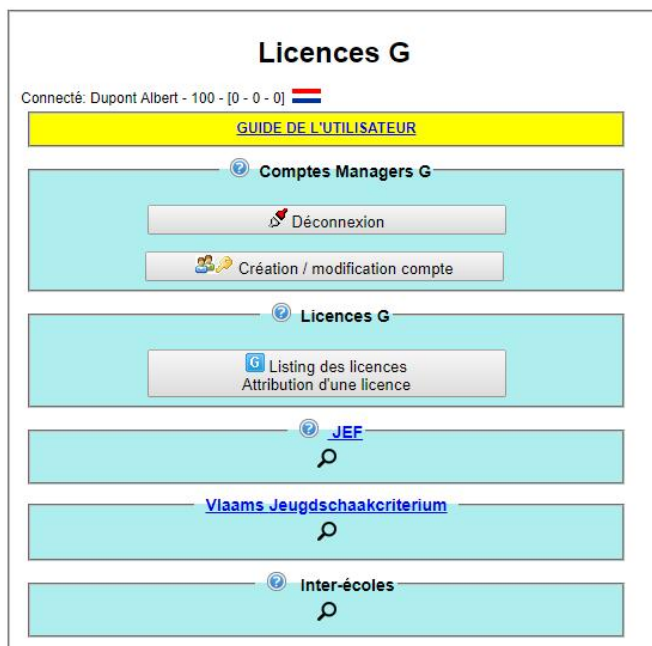 Licences G
Connecté: Dupont Albert - 100 - [0 - 0 - 0]
GUIDE DE L'UTILISATEUR
? Comptes Managers G
Déconnexion
Création / modification compte
? Licences G
G Listing des licences
Attribution d'une licence
? JEF
Vlaams Jeugdschaakcriterium
? Inter-écoles